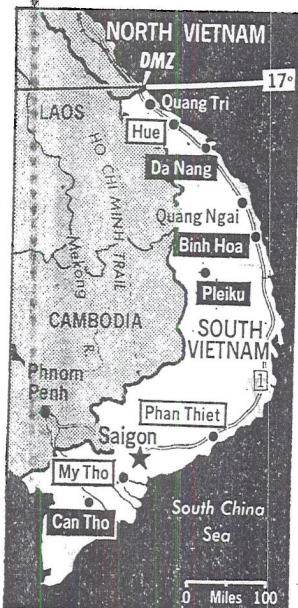 NORTH VIETNAM
DMZ
17°
Quang Tri
LAOS
Hue
HO CHI MINH TRAIL
Da Nang
Quang Ngai
Binh Hoa
Mekong R.
Pleiku
CAMBODIA
SOUTH
VIETNAM
1
Phnom
Penh
Phan Thiet
Saigon
My Tho
Can Tho
South China
Sea
0 Miles 100